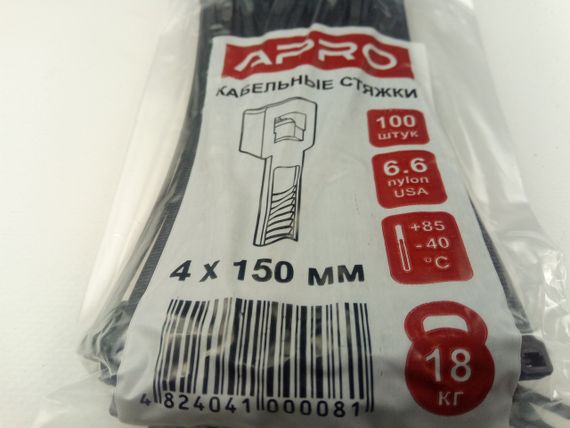 APRO
КАБЕЛЬНЫЕ СТЯЖКИ
100
штук
6.6
nylon
USA
+85
-40
°C
4 x 150 мм
18
кг
4 824041 000081